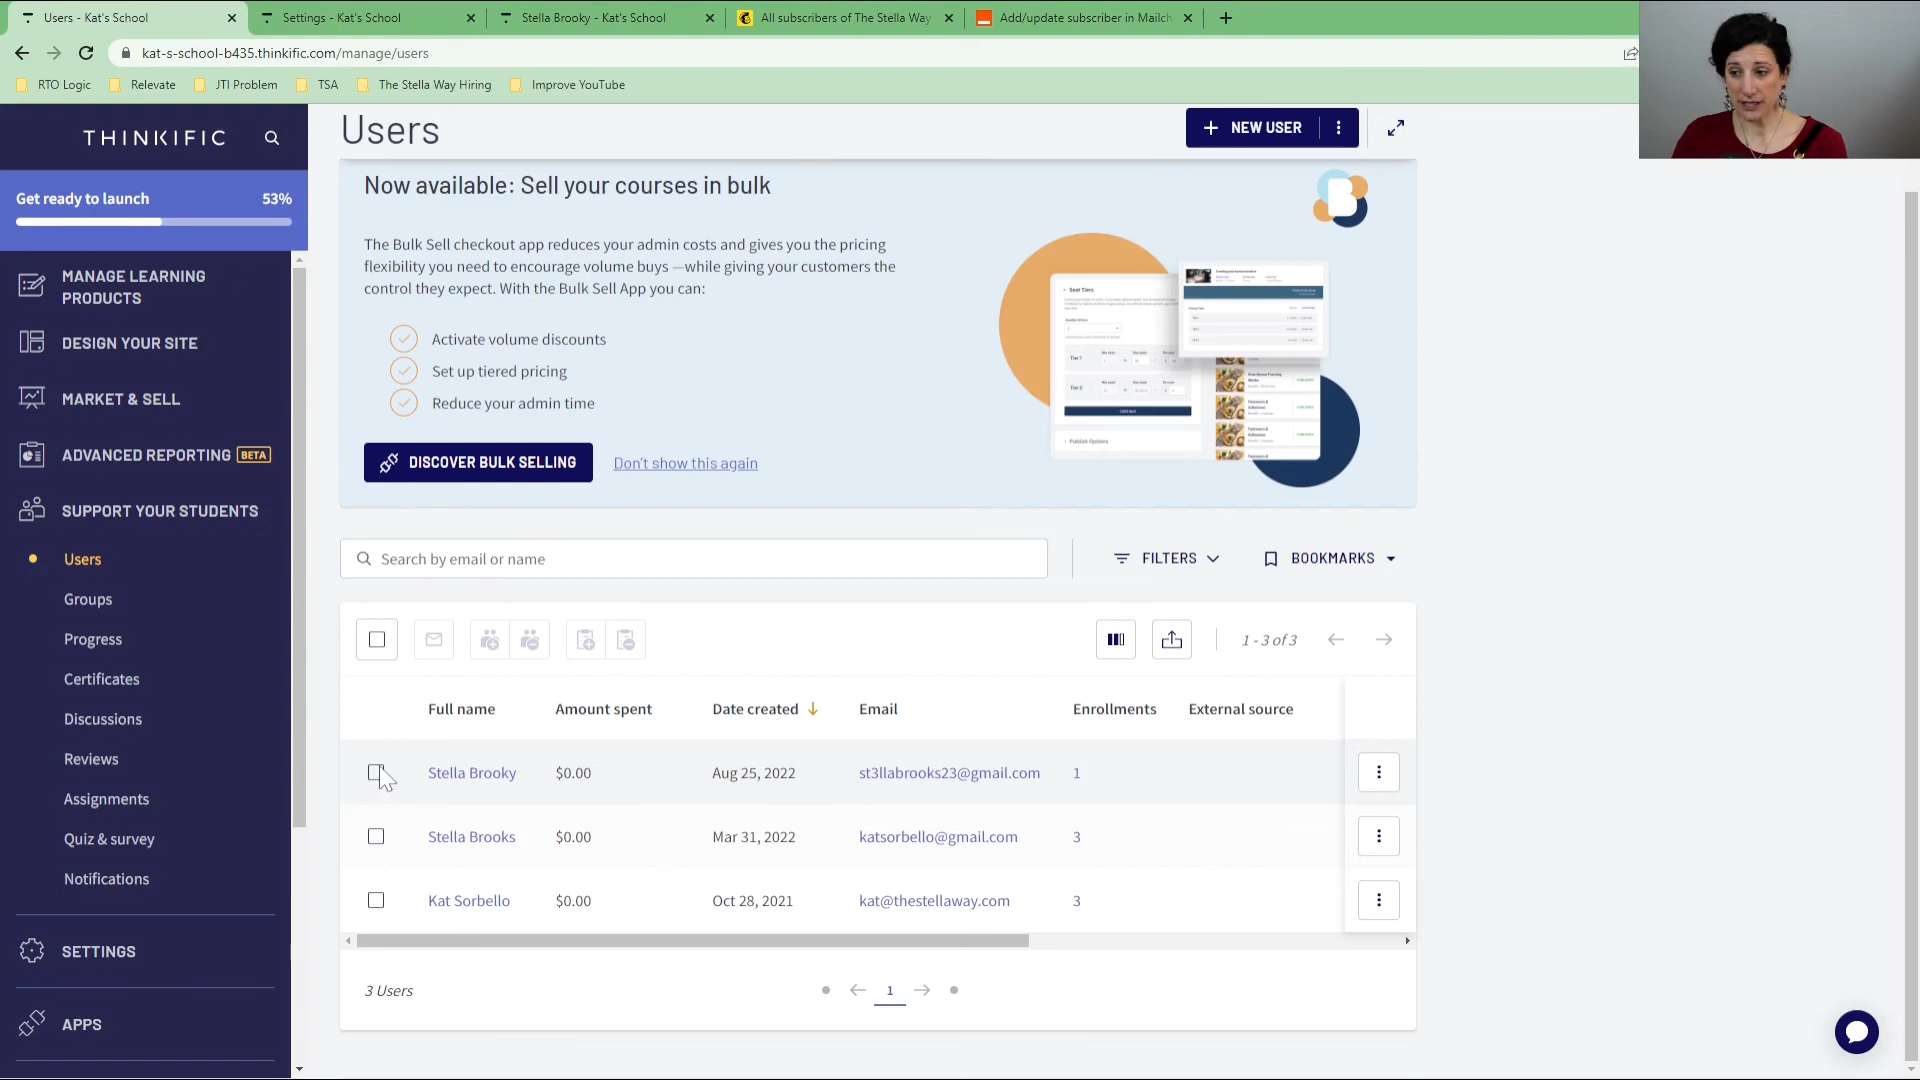 Users - Kat's School
Settings - Kat's School
Stella Brooky - Kat's School
All subscribers of The Stella Way
Add/update subscriber in Mailch
kat-s-school-b435.thinkific.com/manage/users
RTO Logic
Relevate
JTI Problem
TSA
The Stella Way Hiring
Improve YouTube
THINKIFIC
Get ready to launch
53%
MANAGE LEARNING
PRODUCTS
DESIGN YOUR SITE
MARKET & SELL
ADVANCED REPORTING BETA
SUPPORT YOUR STUDENTS
Users
Groups
Progress
Certificates
Discussions
Reviews
Assignments
Quiz & survey
Notifications
SETTINGS
APPS
Users
NEW USER
Now available: Sell your courses in bulk
The Bulk Sell checkout app reduces your admin costs and gives you the pricing
flexibility you need to encourage volume buys —while giving your customers the
control they expect. With the Bulk Sell App you can:
Activate volume discounts
Set up tiered pricing
Reduce your admin time
DISCOVER BULK SELLING
Don't show this again
B
Seat Tiers
Tier 1
Publish Options
Search by email or name
FILTERS
BOOKMARKS
1 - 3 of 3
Full name Amount spent Date created Email Enrollments External source
Stella Brooky $0.00 Aug 25, 2022 st3llabrooks23@gmail.com 1
Stella Brooks $0.00 Mar 31, 2022 katsorbello@gmail.com 3
Kat Sorbello $0.00 Oct 28, 2021 kat@thestellaway.com 3
3 Users
1